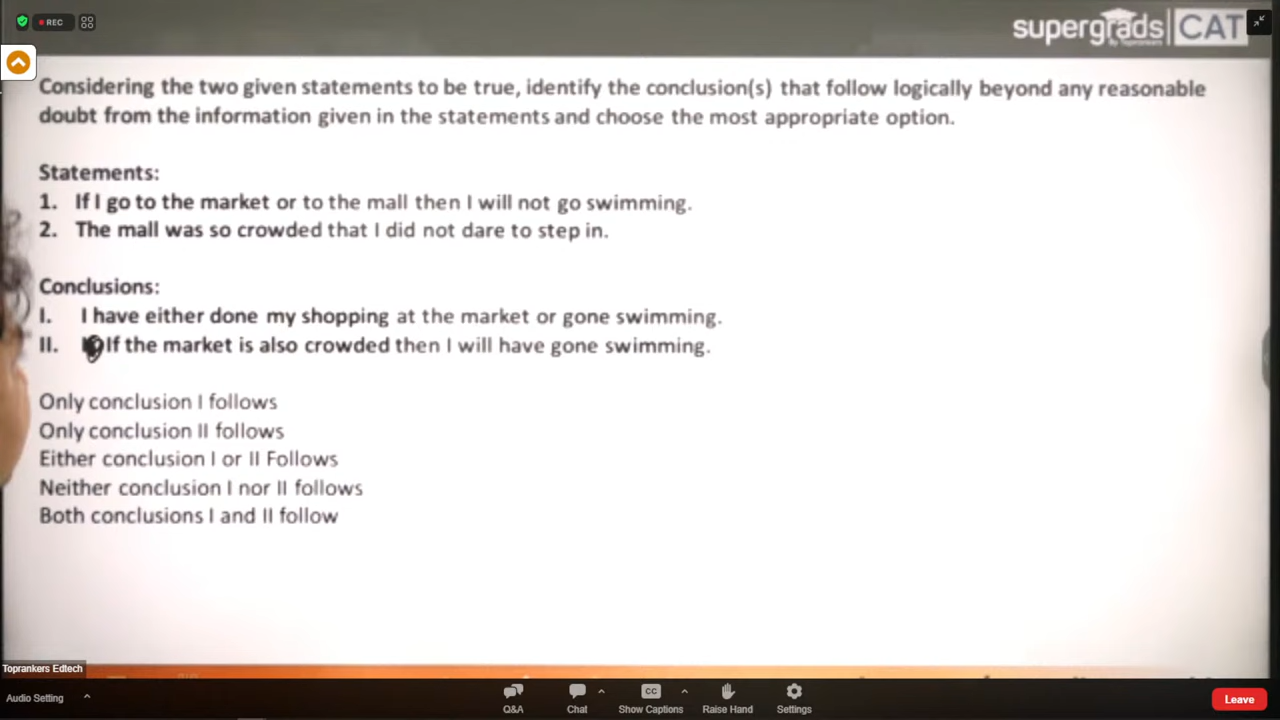 REC
supergrads CAT
By Toprankers
Considering the two given statements to be true, identify the conclusion(s) that follow logically beyond any reasonable
doubt from the information given in the statements and choose the most appropriate option.
Statements:
1. If I go to the market or to the mall then I will not go swimming.
2. The mall was so crowded that I did not dare to step in.
Conclusions:
I. I have either done my shopping at the market or gone swimming.
II. If the market is also crowded then I will have gone swimming.
Only conclusion I follows
Only conclusion II follows
Either conclusion I or II Follows
Neither conclusion I nor II follows
Both conclusions I and II follow
Toprankers Edtech
Audio Setting
Q&A
CC
Chat
Show Captions
Raise Hand
Settings
Leave